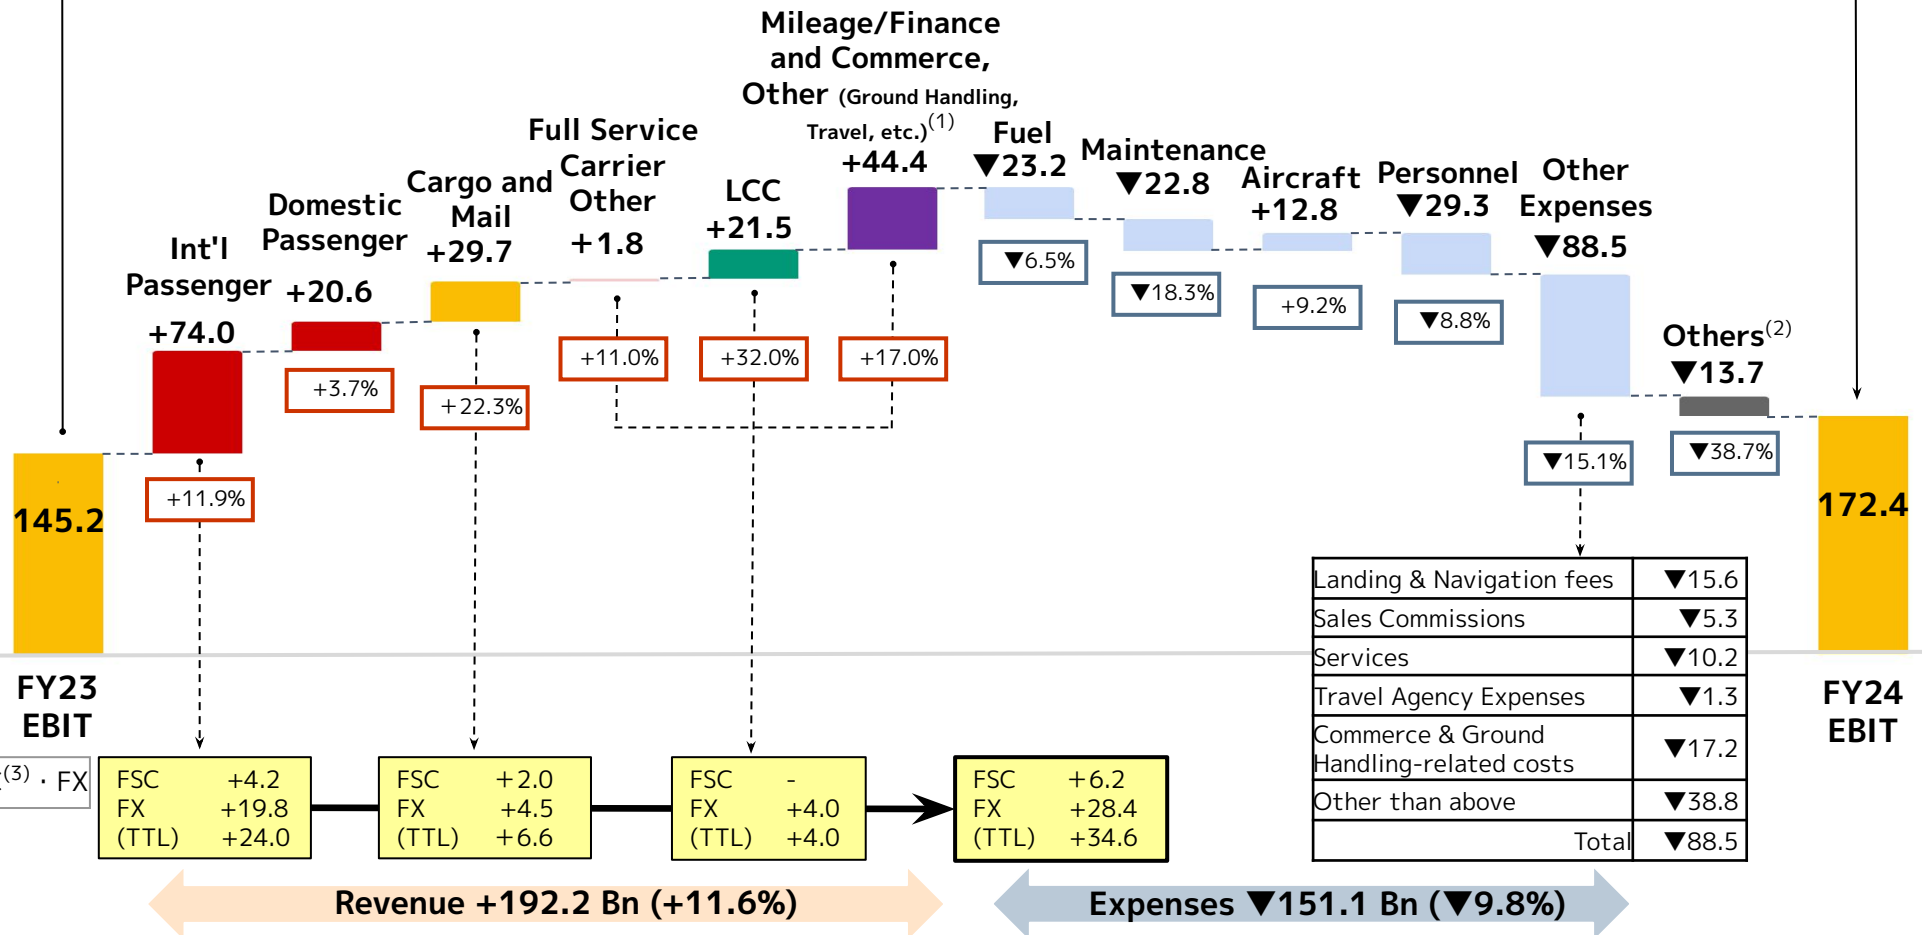 Mileage/Finance
and Commerce,
Other (Ground Handling,
Travel, etc.)(1)
+44.4
Int'l
Passenger
+74.0
Domestic
Passenger
+20.6
Cargo and
Mail
+29.7
Full Service
Carrier
Other
+1.8
LCC
+21.5
Fuel
▼23.2
Maintenance
▼22.8
Aircraft
+12.8
Personnel
▼29.3
Other
Expenses
▼88.5
Others(2)
▼13.7
+11.9%
+3.7%
+22.3%
+11.0%
+32.0%
+17.0%
▼6.5%
▼18.3%
+9.2%
▼8.8%
▼15.1%
▼38.7%
145.2
172.4
FY23
EBIT
FY24
EBIT
Landing & Navigation fees ▼15.6
Sales Commissions ▼5.3
Services ▼10.2
Travel Agency Expenses ▼1.3
Commerce & Ground
Handling-related costs ▼17.2
Other than above ▼38.8
Total ▼88.5
(3) · FX
FSC +4.2
FX +19.8
(TTL) +24.0
FSC +2.0
FX +4.5
(TTL) +6.6
FSC -
FX +4.0
(TTL) +4.0
FSC +6.2
FX +28.4
(TTL) +34.6
Revenue +192.2 Bn (+11.6%)
Expenses ▼151.1 Bn (▼9.8%)